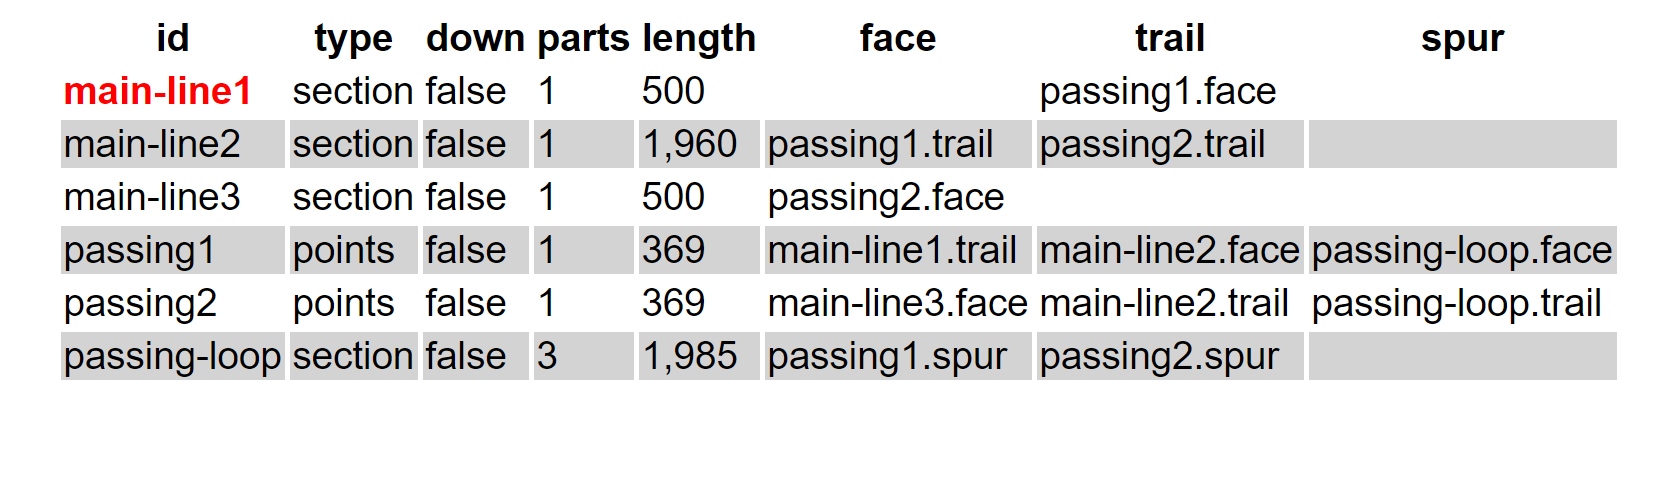 id type down parts length face trail spur
main-line1 section false 1 500 passing1.face
main-line2 section false 1 1,960 passing1.trail passing2.trail
main-line3 section false 1 500 passing2.face
passing1 points false 1 369 main-line1.trail main-line2.face passing-loop.face
passing2 points false 1 369 main-line3.face main-line2.trail passing-loop.trail
passing-loop section false 3 1,985 passing1.spur passing2.spur